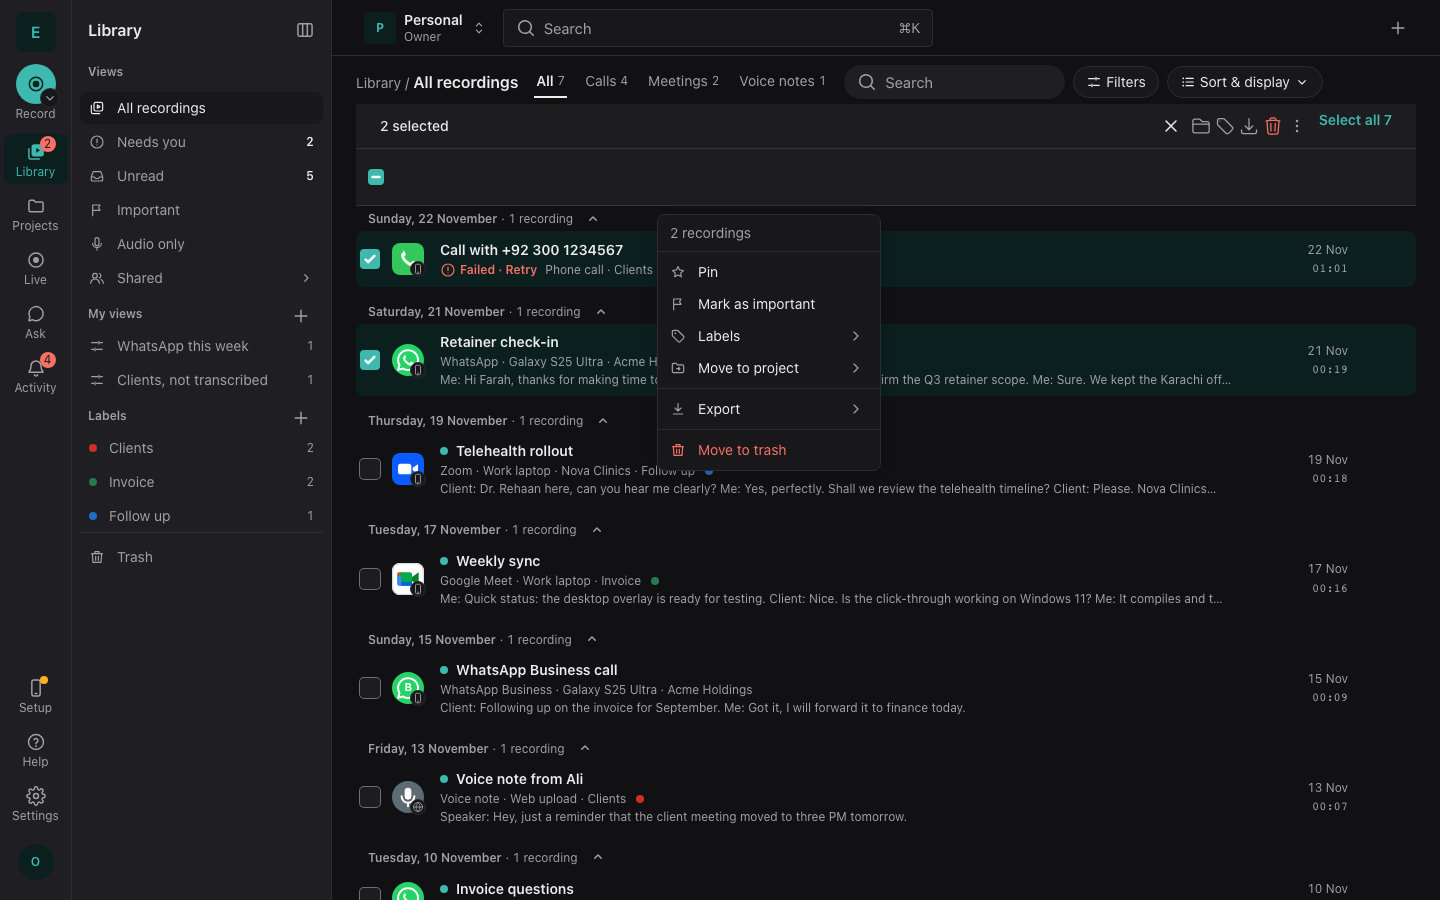 E
Record
2
Library
Projects
Live
Ask
4
Activity
Setup
Help
Settings
O
Library
Views
All recordings
Needs you 2
Unread 5
Important
Audio only
Shared
My views
WhatsApp this week 1
Clients, not transcribed 1
Labels
Clients 2
Invoice 2
Follow up 1
Trash
P
Personal
Owner
Search ⌘K
Library / All recordings
All 7
Calls 4
Meetings 2
Voice notes 1
Search
Filters
Sort & display
2 selected
Select all 7
Sunday, 22 November · 1 recording
Call with +92 300 1234567
Failed · Retry Phone call · Clients
22 Nov
01:01
Saturday, 21 November · 1 recording
Retainer check-in
WhatsApp · Galaxy S25 Ultra · Acme H
Me: Hi Farah, thanks for making time to
irm the Q3 retainer scope. Me: Sure. We kept the Karachi off...
21 Nov
00:19
2 recordings
Pin
Mark as important
Labels
Move to project
Export
Move to trash
Thursday, 19 November · 1 recording
Telehealth rollout
Zoom · Work laptop · Nova Clinics · Follow up
Client: Dr. Rehaan here, can you hear me clearly? Me: Yes, perfectly. Shall we review the telehealth timeline? Client: Please. Nova Clinics...
19 Nov
00:18
Tuesday, 17 November · 1 recording
Weekly sync
Google Meet · Work laptop · Invoice
Me: Quick status: the desktop overlay is ready for testing. Client: Nice. Is the click-through working on Windows 11? Me: It compiles and t...
17 Nov
00:16
Sunday, 15 November · 1 recording
B
WhatsApp Business call
WhatsApp Business · Galaxy S25 Ultra · Acme Holdings
Client: Following up on the invoice for September. Me: Got it, I will forward it to finance today.
15 Nov
00:09
Friday, 13 November · 1 recording
Voice note from Ali
Voice note · Web upload · Clients
Speaker: Hey, just a reminder that the client meeting moved to three PM tomorrow.
13 Nov
00:07
Tuesday, 10 November · 1 recording
Invoice questions
10 Nov